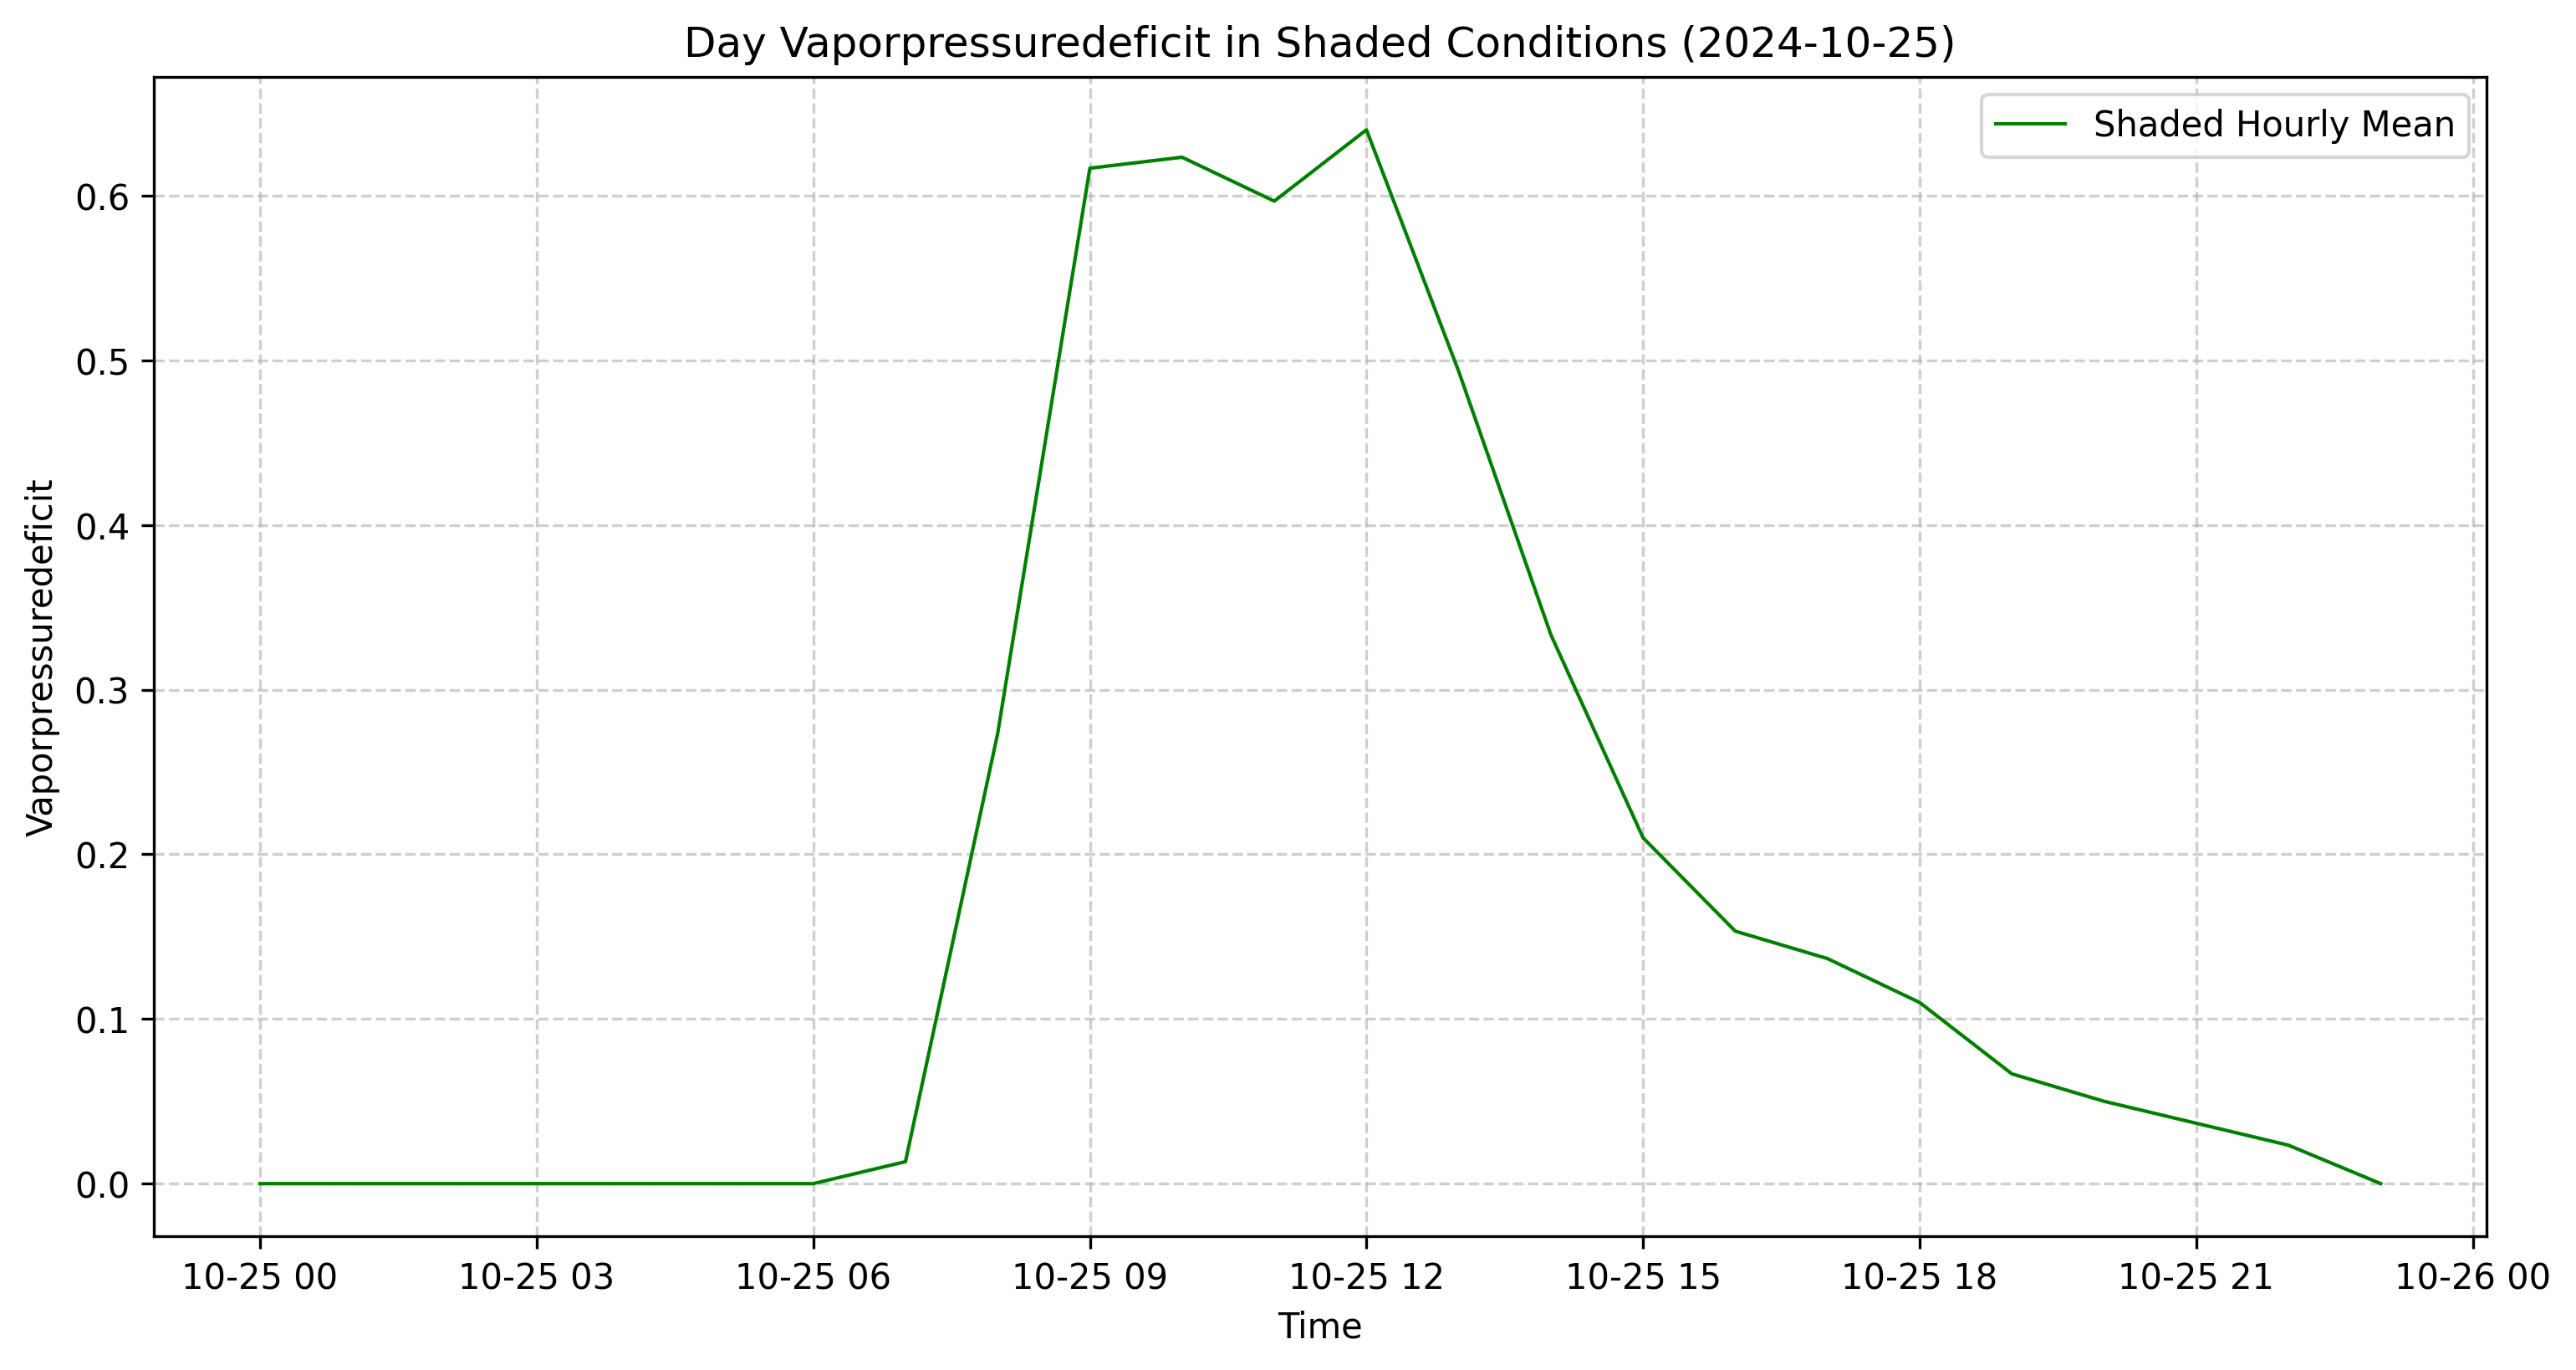 Day Vaporpressuredeficit in Shaded Conditions (2024-10-25)
Shaded Hourly Mean
Vaporpressuredeficit
0.6
0.5
0.4
0.3
0.2
0.1
0.0
10-25 00 10-25 03 10-25 06 10-25 09 10-25 12 10-25 15 10-25 18 10-25 21 10-26 00
Time